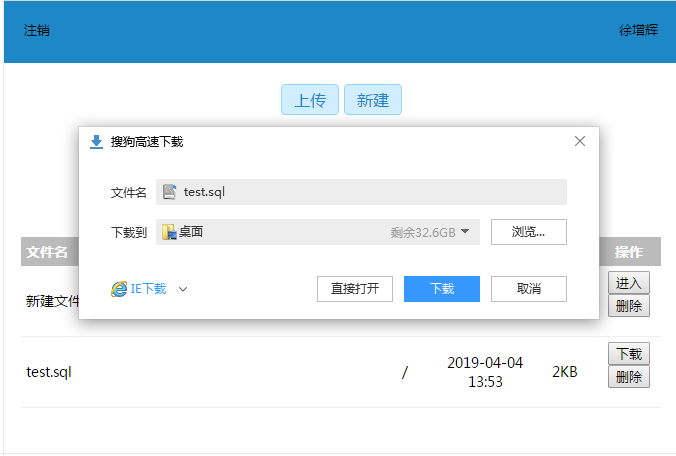 注销
徐增辉
上传 新建
搜狗高速下载
文件名 test.sql
下载到 桌面 剩余32.6GB 浏览...
文件名 操作
IE下载 直接打开 下载 取消
新建文件
进入
删除
test.sql / 2019-04-04 13:53 2KB
下载
删除